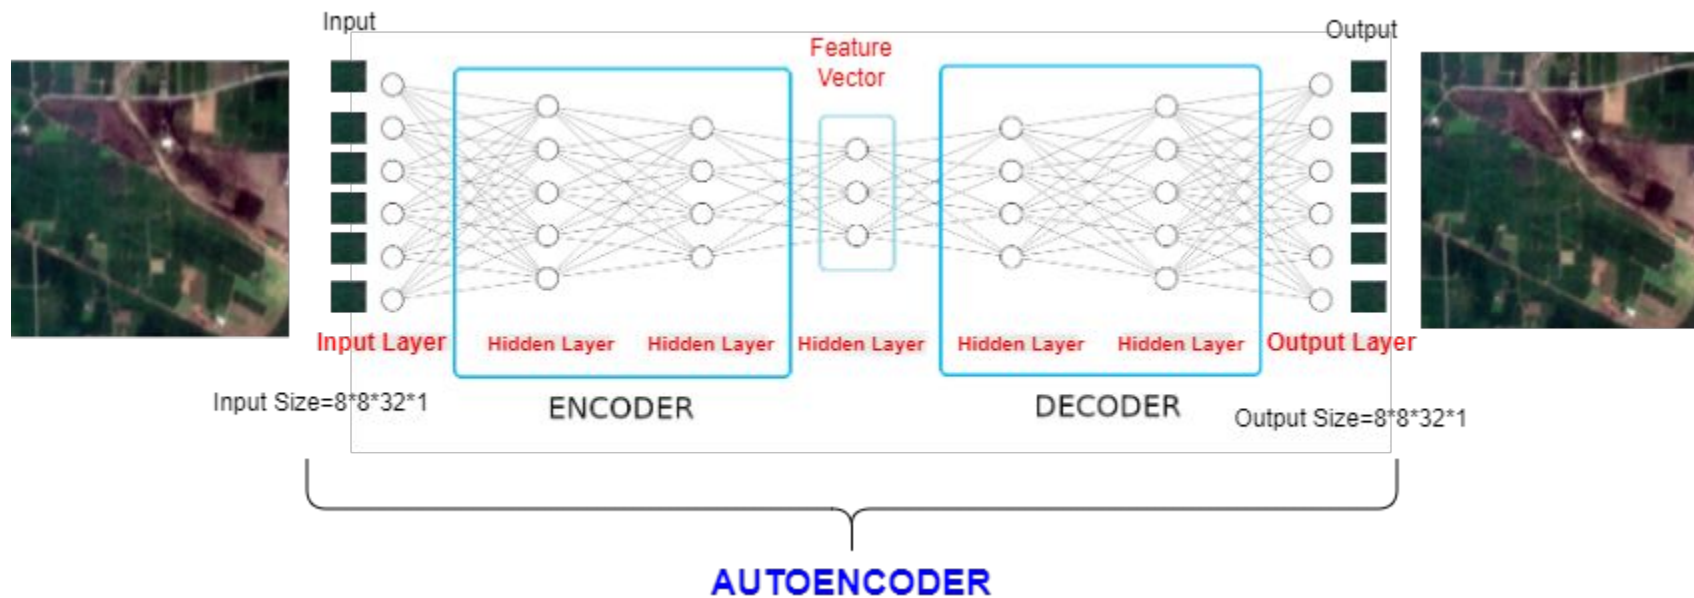 Input
Output
Feature
Vector
Input Layer
Hidden Layer
Hidden Layer
Hidden Layer
Hidden Layer
Hidden Layer
Output Layer
Input Size=8*8*32*1
ENCODER
DECODER
Output Size=8*8*32*1
AUTOENCODER